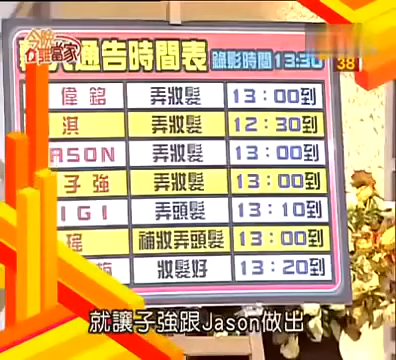 今晚誰當家
通告時間表 錄影時間13:30
38
偉銘 弄妝髮 13：00到
淇 弄妝髮 12：30到
ASON 弄妝髮 13：00到
子強 弄妝髮 13：00到
IGI 弄頭髮 13：10到
瑋 補妝弄頭髮 13：00到
妝髮好 13：20到
就讓子強跟Jason做出